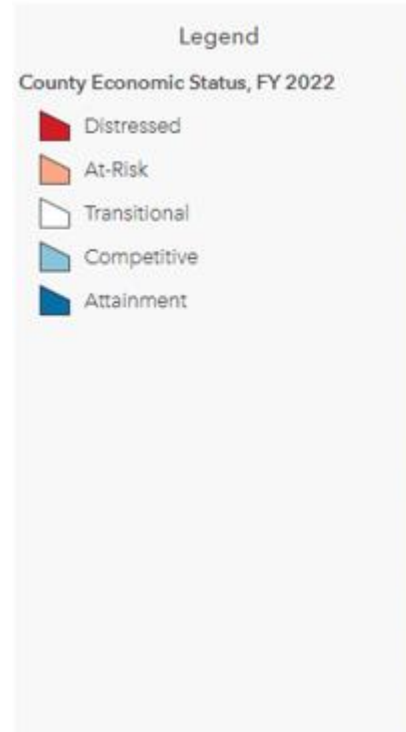 Legend
County Economic Status, FY 2022
Distressed
At-Risk
Transitional
Competitive
Attainment